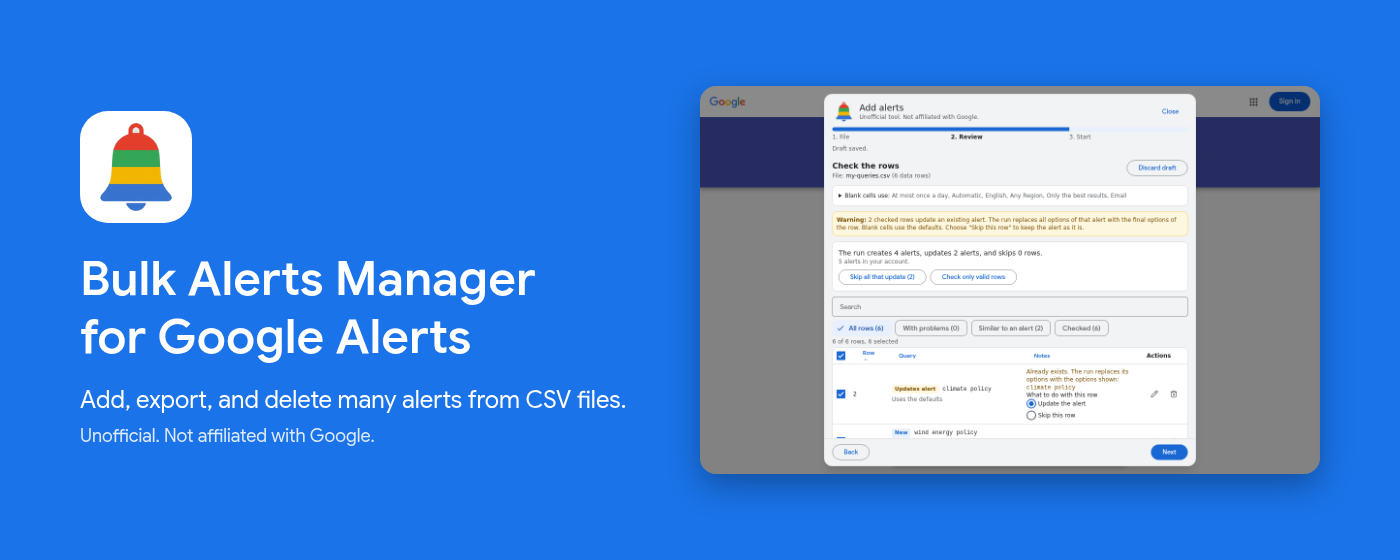 Bulk Alerts Manager
for Google Alerts
Add, export, and delete many alerts from CSV files.
Unofficial. Not affiliated with Google.
Google
Sign in
Add alerts
Unofficial tool. Not affiliated with Google.
Close
1. File
2. Review
3. Start
Draft saved.
Check the rows
File: my-queries.csv (6 data rows)
Discard draft
Blank cells use: At most once a day, Automatic, English, Any Region, Only the best results, Email
Warning: 2 checked rows update an existing alert. The run replaces all options of that alert with the final options of
the row. Blank cells use the defaults. Choose "Skip this row" to keep the alert as it is.
The run creates 4 alerts, updates 2 alerts, and skips 0 rows.
5 alerts in your account.
Skip all that update (2)
Check only valid rows
Search
All rows (6)
With problems (0)
Similar to an alert (2)
Checked (6)
6 of 6 rows, 6 selected
Row
Query
Notes
Actions
2
Updates alert climate policy
Uses the defaults
Already exists. The run replaces its
options with the options shown:
climate policy
What to do with this row
Update the alert
Skip this row
New wind energy policy
Back
Next